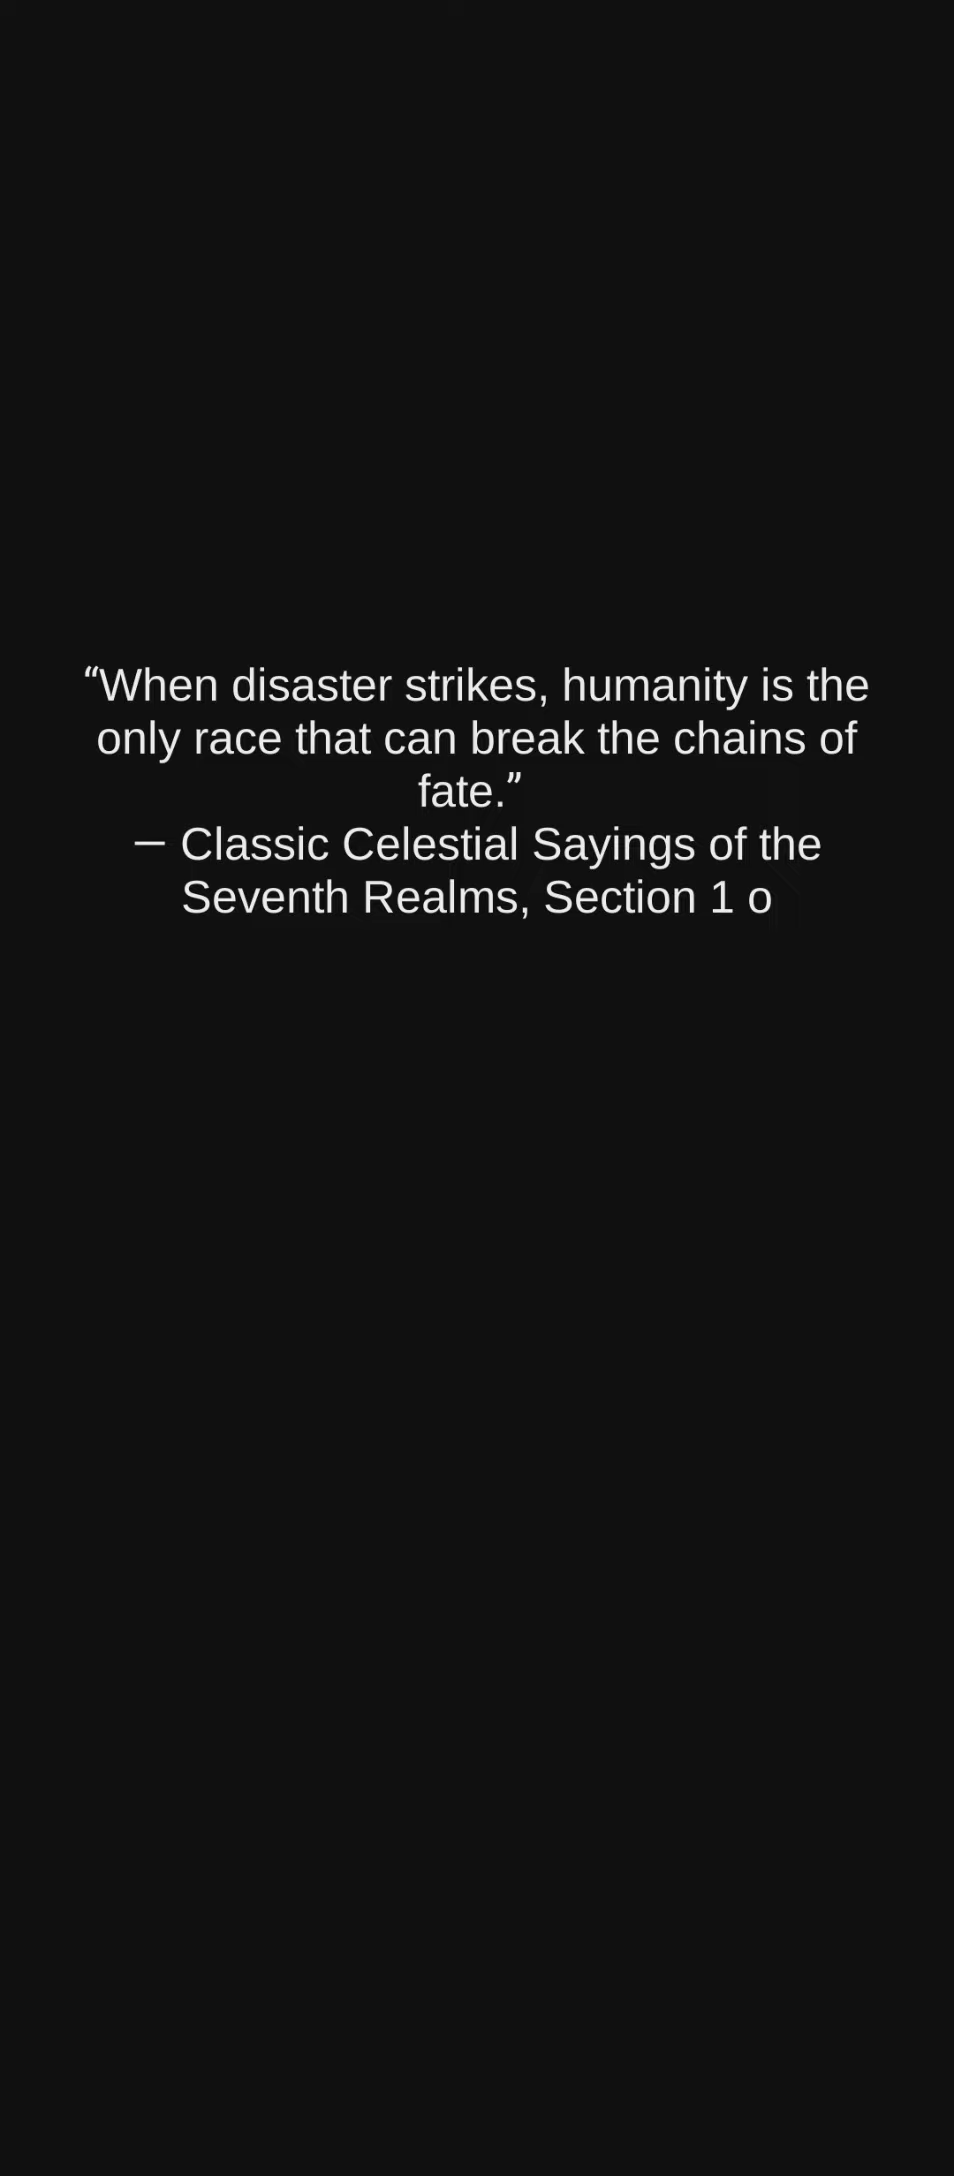 “When disaster strikes, humanity is the
only race that can break the chains of
fate.”
— Classic Celestial Sayings of the
Seventh Realms, Section 1 o